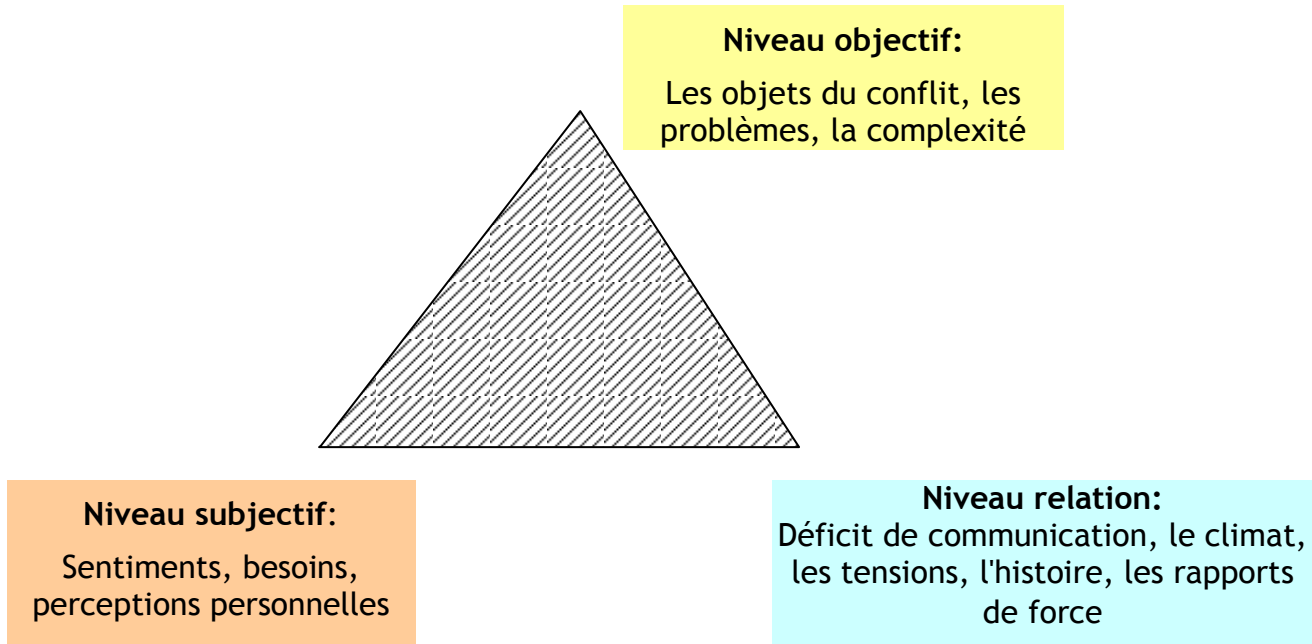 Niveau objectif:
Les objets du conflit, les
problèmes, la complexité
Niveau subjectif:
Sentiments, besoins,
perceptions personnelles
Niveau relation:
Déficit de communication, le climat,
les tensions, l'histoire, les rapports
de force